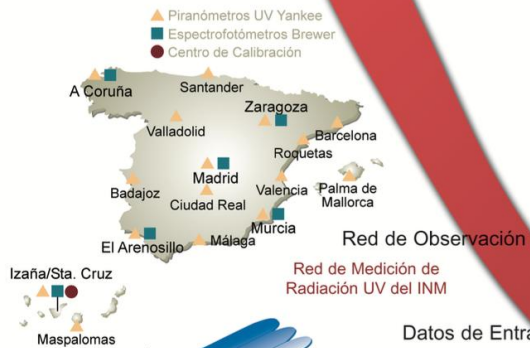 Piranómetros UV Yankee
Espectrofotómetros Brewer
Centro de Calibración
A Coruña
Santander
Zaragoza
Valladolid
Barcelona
Roquetas
Madrid
Badajoz
Valencia
Palma de
Mallorca
Ciudad Real
Murcia
El Arenosillo
Málaga
Red de Observación
Izaña/Sta. Cruz
Red de Medición de
Radiación UV del INM
Maspalomas
Datos de Entra